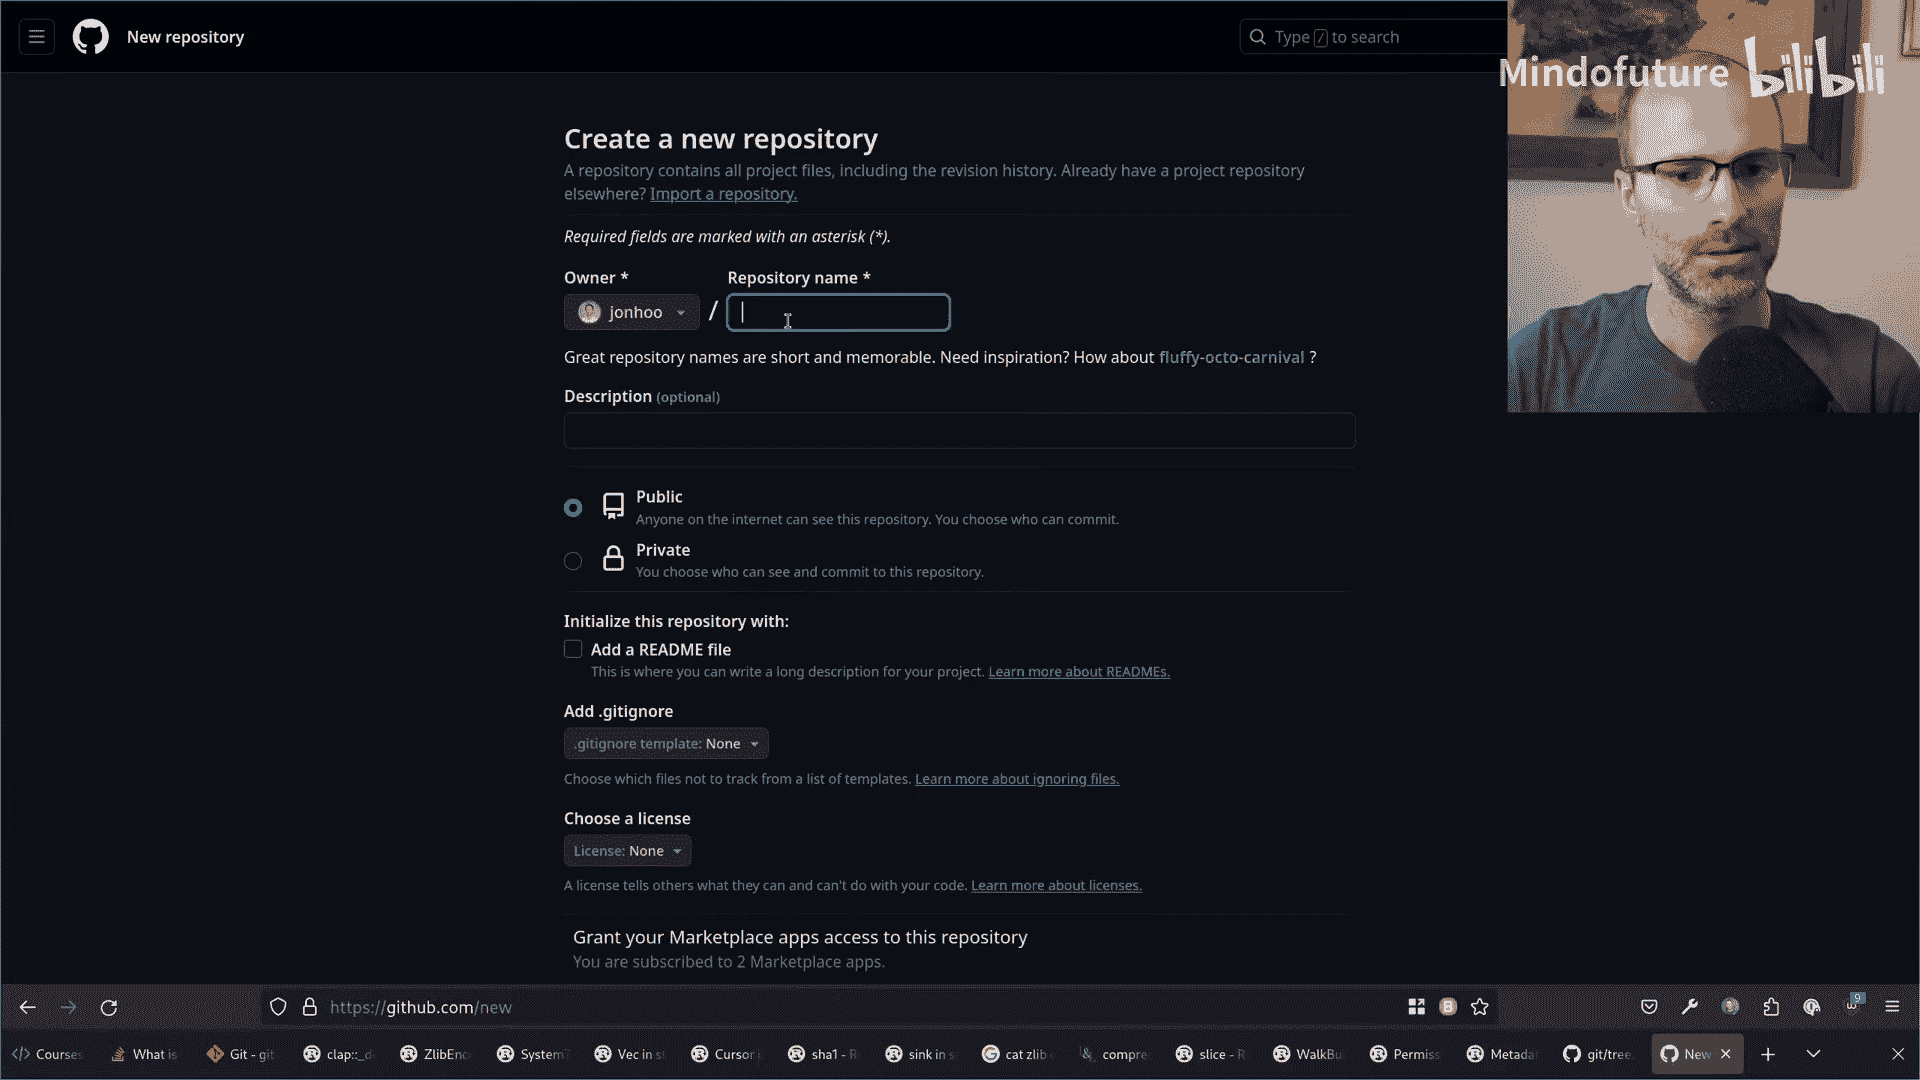 New repository
Type / to search
Mindofuture bilibili
Create a new repository
A repository contains all project files, including the revision history. Already have a project repository
elsewhere? Import a repository.
Required fields are marked with an asterisk (*).
Owner * Repository name *
jonhoo /
Great repository names are short and memorable. Need inspiration? How about fluffy-octo-carnival ?
Description (optional)
Public
Anyone on the internet can see this repository. You choose who can commit.
Private
You choose who can see and commit to this repository.
Initialize this repository with:
Add a README file
This is where you can write a long description for your project. Learn more about READMEs.
Add .gitignore
.gitignore template: None
Choose which files not to track from a list of templates. Learn more about ignoring files.
Choose a license
License: None
A license tells others what they can and can't do with your code. Learn more about licenses.
Grant your Marketplace apps access to this repository
You are subscribed to 2 Marketplace apps.
https://github.com/new
9
Courses What is Git - git clap::_d ZlibEnc System Vec in s Cursor i sha1 - R sink in s cat zlib compre slice - R WalkBu Permiss Metada git/tree New